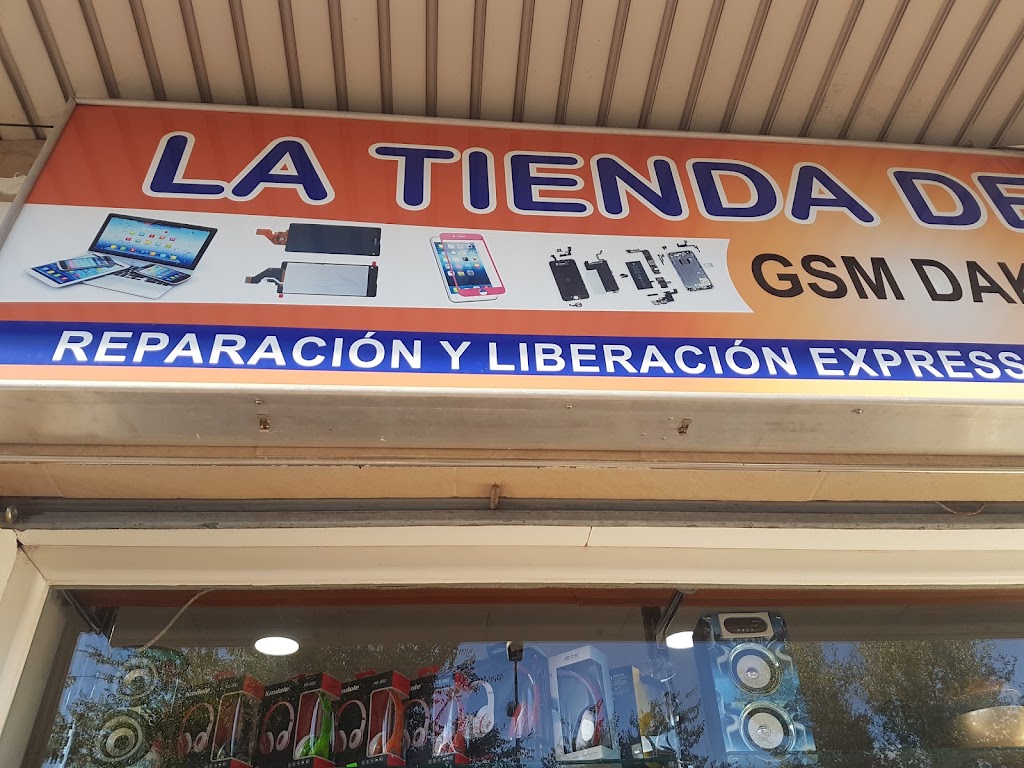 LA TIENDA DE
GSM DAK
REPARACIÓN Y LIBERACIÓN EXPRESS